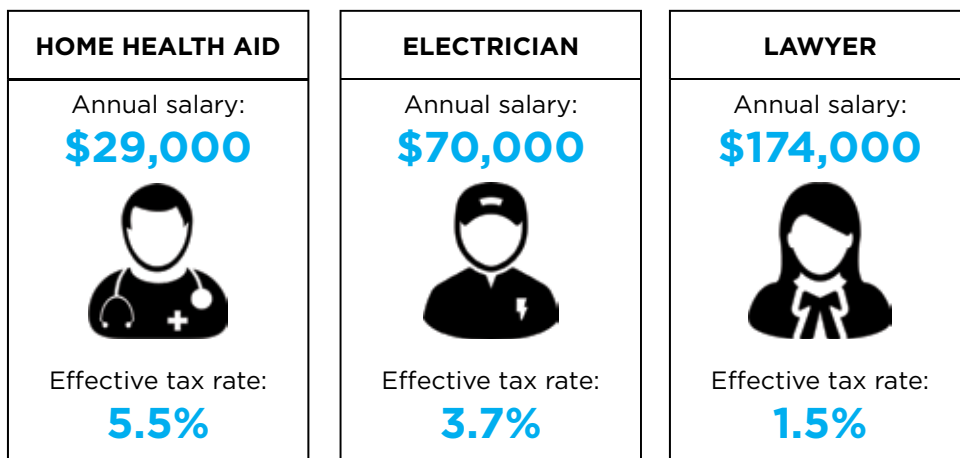 HOME HEALTH AID
Annual salary:
$29,000
Effective tax rate:
5.5%
ELECTRICIAN
Annual salary:
$70,000
Effective tax rate:
3.7%
LAWYER
Annual salary:
$174,000
Effective tax rate:
1.5%